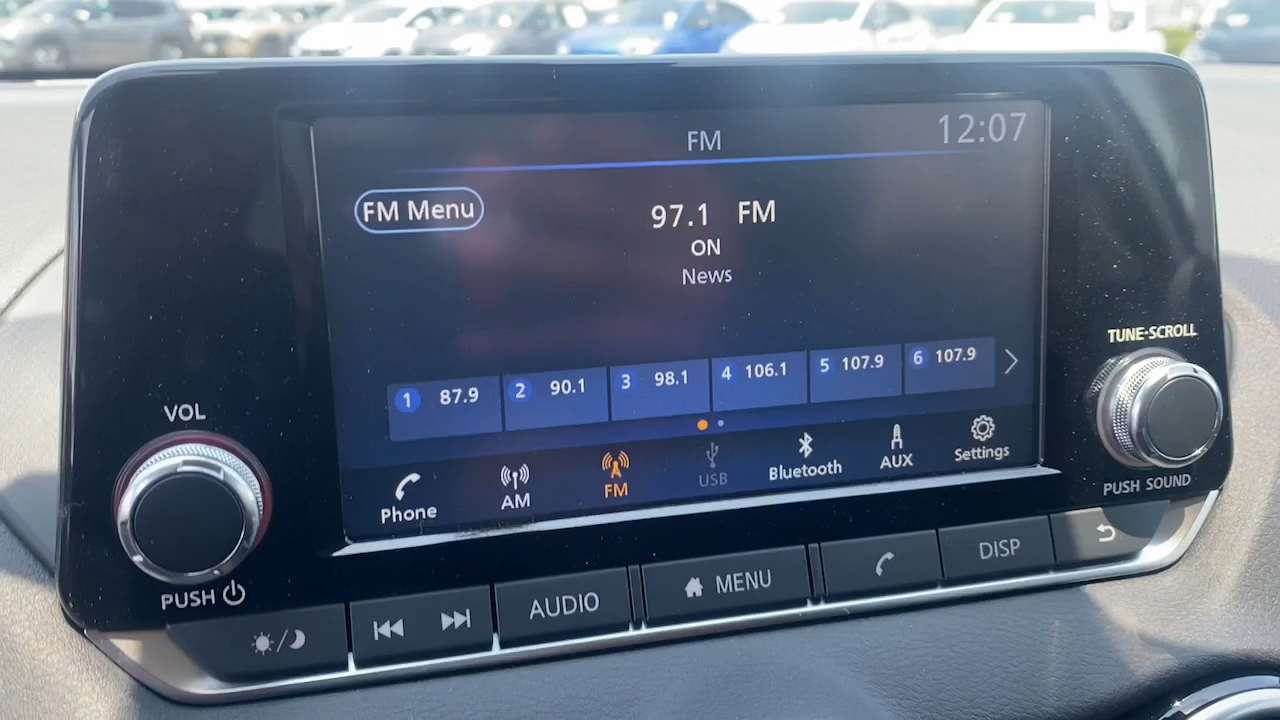 FM
12:07
FM Menu
97.1 FM
ON
News
1 87.9
2 90.1
3 98.1
4 106.1
5 107.9
6 107.9
Phone
AM
FM
USB
Bluetooth
AUX
Settings
VOL
PUSH
TUNE·SCROLL
PUSH SOUND
AUDIO
MENU
DISP